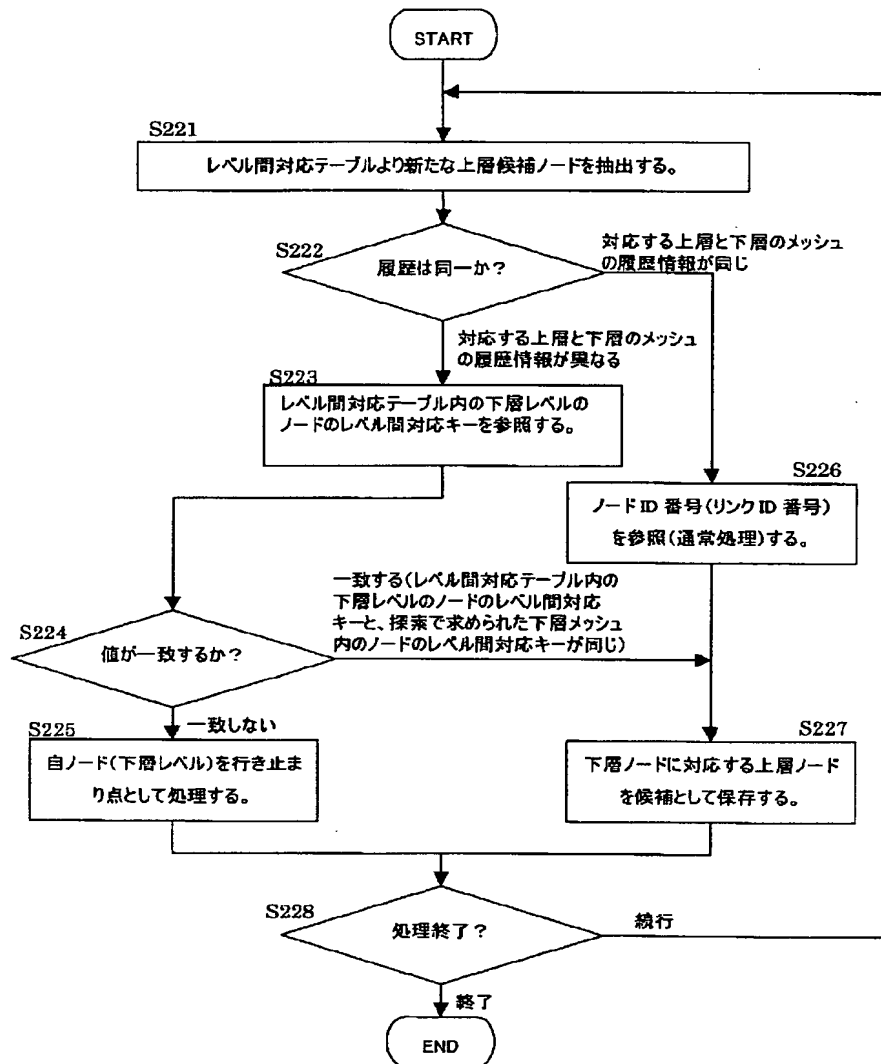 START
S221
レベル間対応テーブルより新たな上層候補ノードを抽出する。
S222
履歴は同一か？
対応する上層と下層のメッシュ
の履歴情報が同じ
対応する上層と下層のメッシュ
の履歴情報が異なる
S223
レベル間対応テーブル内の下層レベルの
ノードのレベル間対応キーを参照する。
S226
ノードID 番号(リンクID 番号)
を参照(通常処理)する。
一致する(レベル間対応テーブル内の
下層レベルのノードのレベル間対応
キーと、探索で求められた下層メッシュ
内のノードのレベル間対応キーが同じ)
S224
値が一致するか？
一致しない
S225
自ノード(下層レベル)を行き止ま
り点として処理する。
S227
下層ノードに対応する上層ノード
を候補として保存する。
S228
処理終了？
続行
終了
END